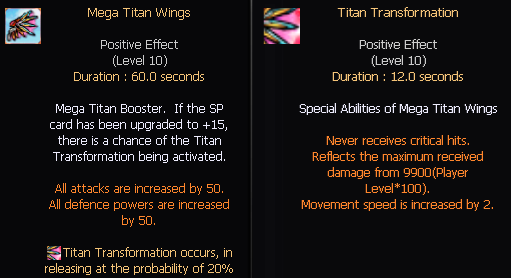 Mega Titan Wings
Positive Effect
(Level 10)
Duration : 60.0 seconds
Mega Titan Booster.  If the SP
card has been upgraded to +15,
there is a chance of the Titan
Transformation being activated.
All attacks are increased by 50.
All defence powers are increased
by 50.
Titan Transformation occurs, in
releasing at the probability of 20%
Titan Transformation
Positive Effect
(Level 10)
Duration : 12.0 seconds
Special Abilities of Mega Titan Wings
Never receives critical hits.
Reflects the maximum received
damage from 9900(Player
Level*100).
Movement speed is increased by 2.